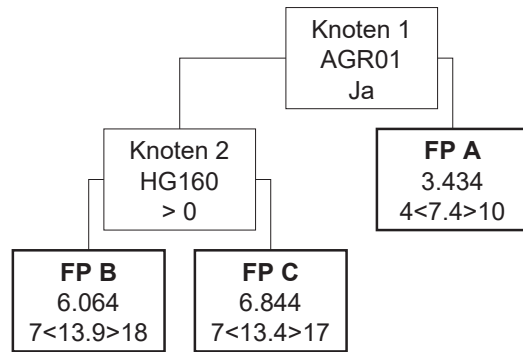 Knoten 1
AGR01
Ja
Knoten 2
HG160
> 0
FP A
3.434
4<7.4>10
FP B
6.064
7<13.9>18
FP C
6.844
7<13.4>17